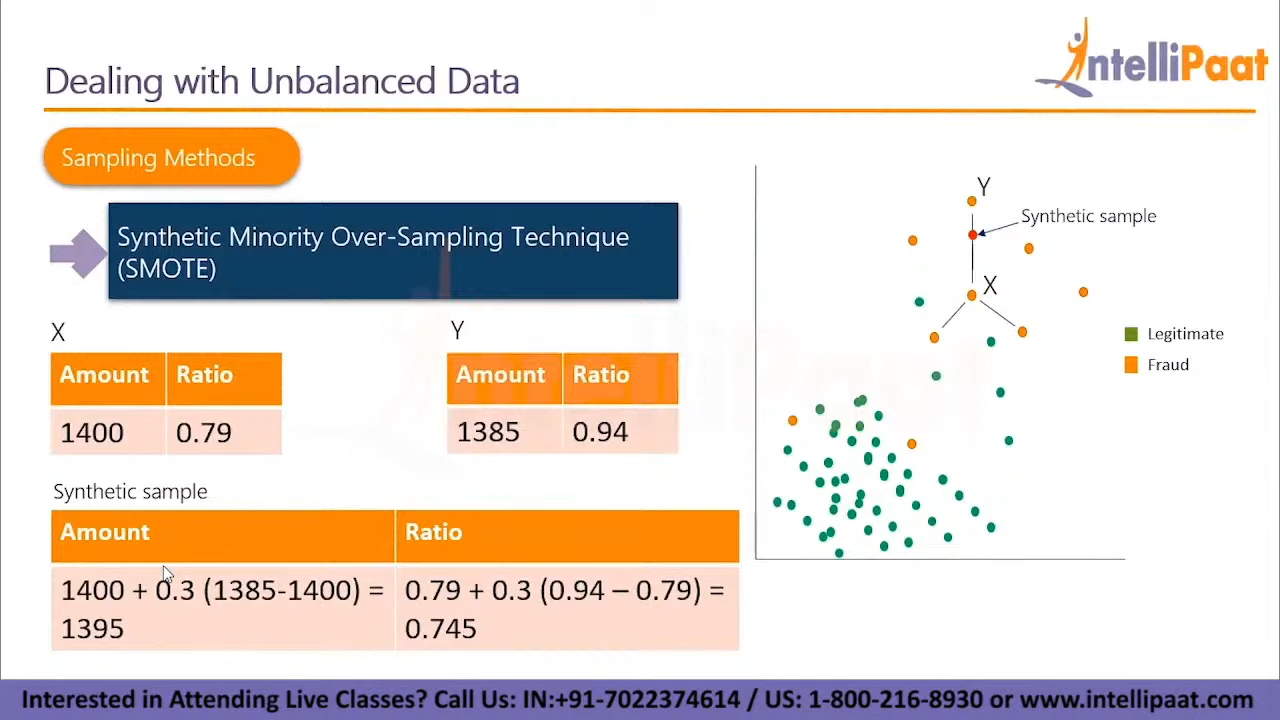 IntelliPaat
Dealing with Unbalanced Data
Sampling Methods
Synthetic Minority Over-Sampling Technique
(SMOTE)
X
Amount Ratio
1400 0.79
Y
Amount Ratio
1385 0.94
Synthetic sample
Amount Ratio
1400 + 0.3 (1385-1400) =
1395
0.79 + 0.3 (0.94 – 0.79) =
0.745
Y
Synthetic sample
X
Legitimate
Fraud
Interested in Attending Live Classes? Call Us: IN:+91-7022374614 / US: 1-800-216-8930 or www.intellipaat.com